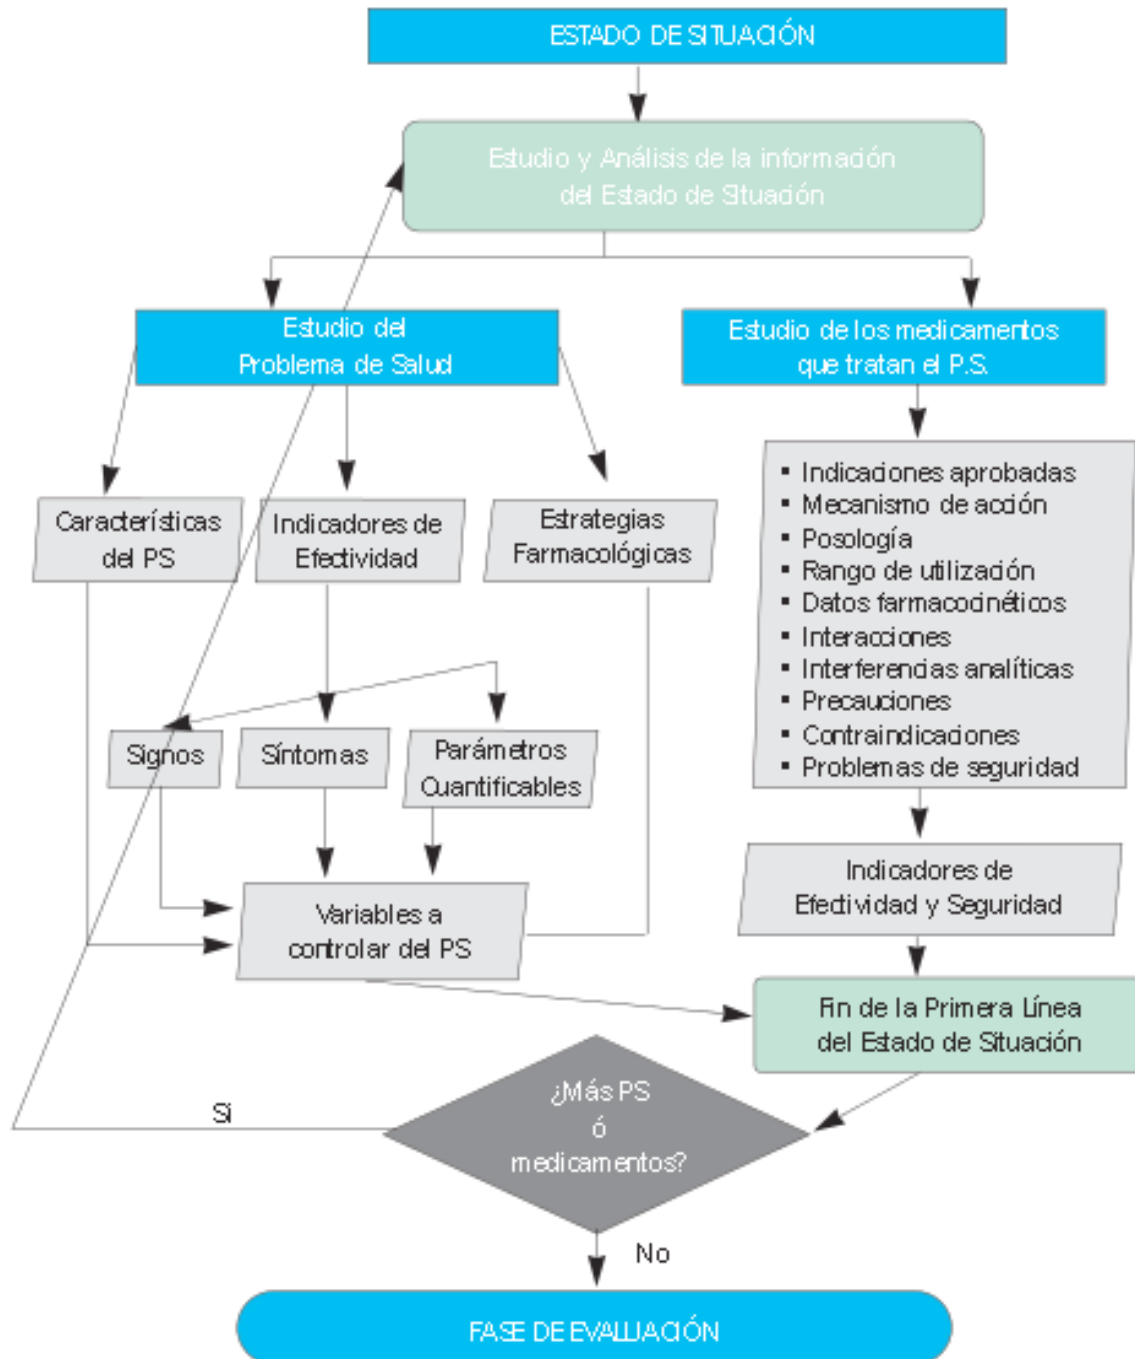 ESTADO DE SITUACIÓN
Estudio y Análisis de la información
del Estado de Situación
Estudio del
Problema de Salud
Estudio de los medicamentos
que tratan el P.S.
Característícas
del PS
Indicadores de
Efectividad
Estrategias
Farmacológicas
▪ Indicaciones aprobadas
▪ Mecanismo de acción
▪ Posología
▪ Rango de utilización
▪ Datos farmacocinéticos
▪ Interacciones
▪ Interferencias analíticas
▪ Precauciones
▪ Contraindicaciones
▪ Problemas de seguridad
Signos
Síntomas
Parámetros
Cuantificables
Variables a
controlar del PS
Indicadores de
Efectividad y Seguridad
Fin de la Primera Línea
del Estado de Situación
¿Más PS
ó
medicamentos?
Si
No
FASE DE EVALUACIÓN